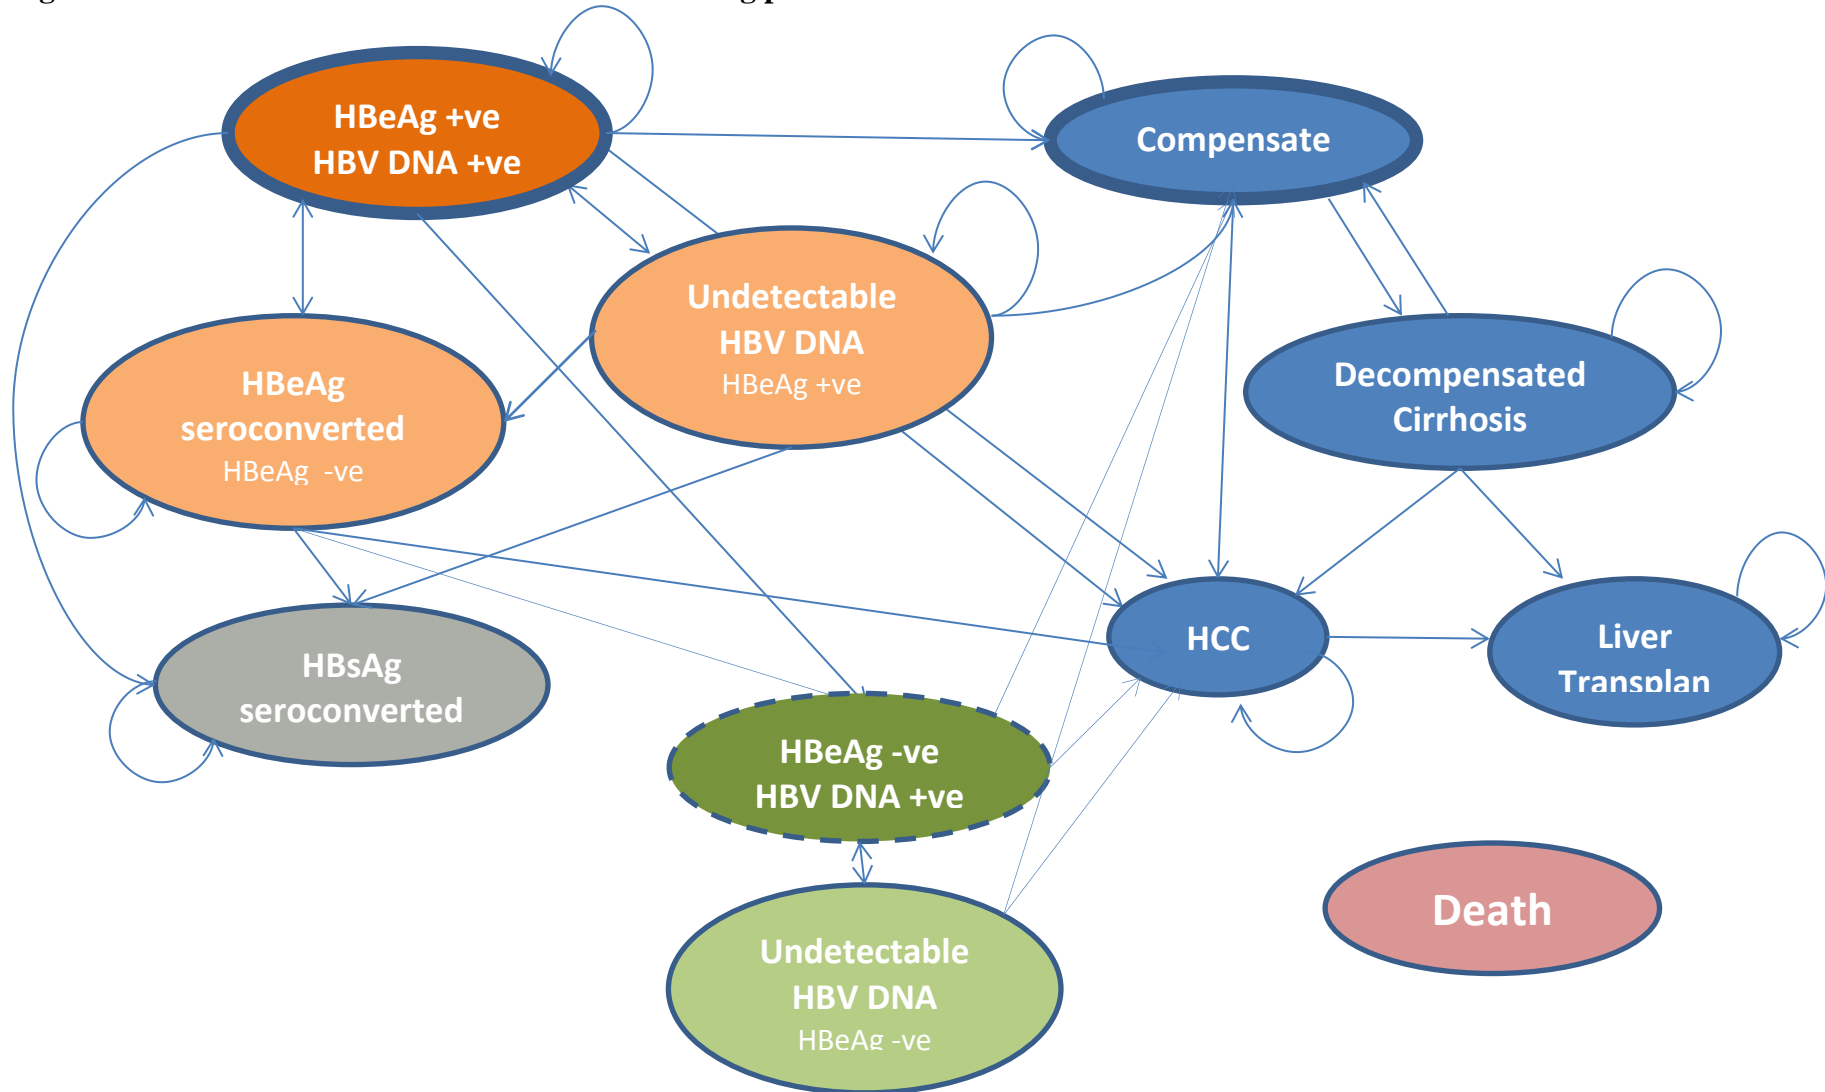 HBeAg +ve
HBV DNA +ve
Compensate
Undetectable
HBV DNA
HBeAg +ve
Decompensated
Cirrhosis
HBeAg
seroconverted
HBeAg -ve
HCC
Liver
Transplan
HBsAg
seroconverted
HBeAg -ve
HBV DNA +ve
Death
Undetectable
HBV DNA
HBeAg -ve